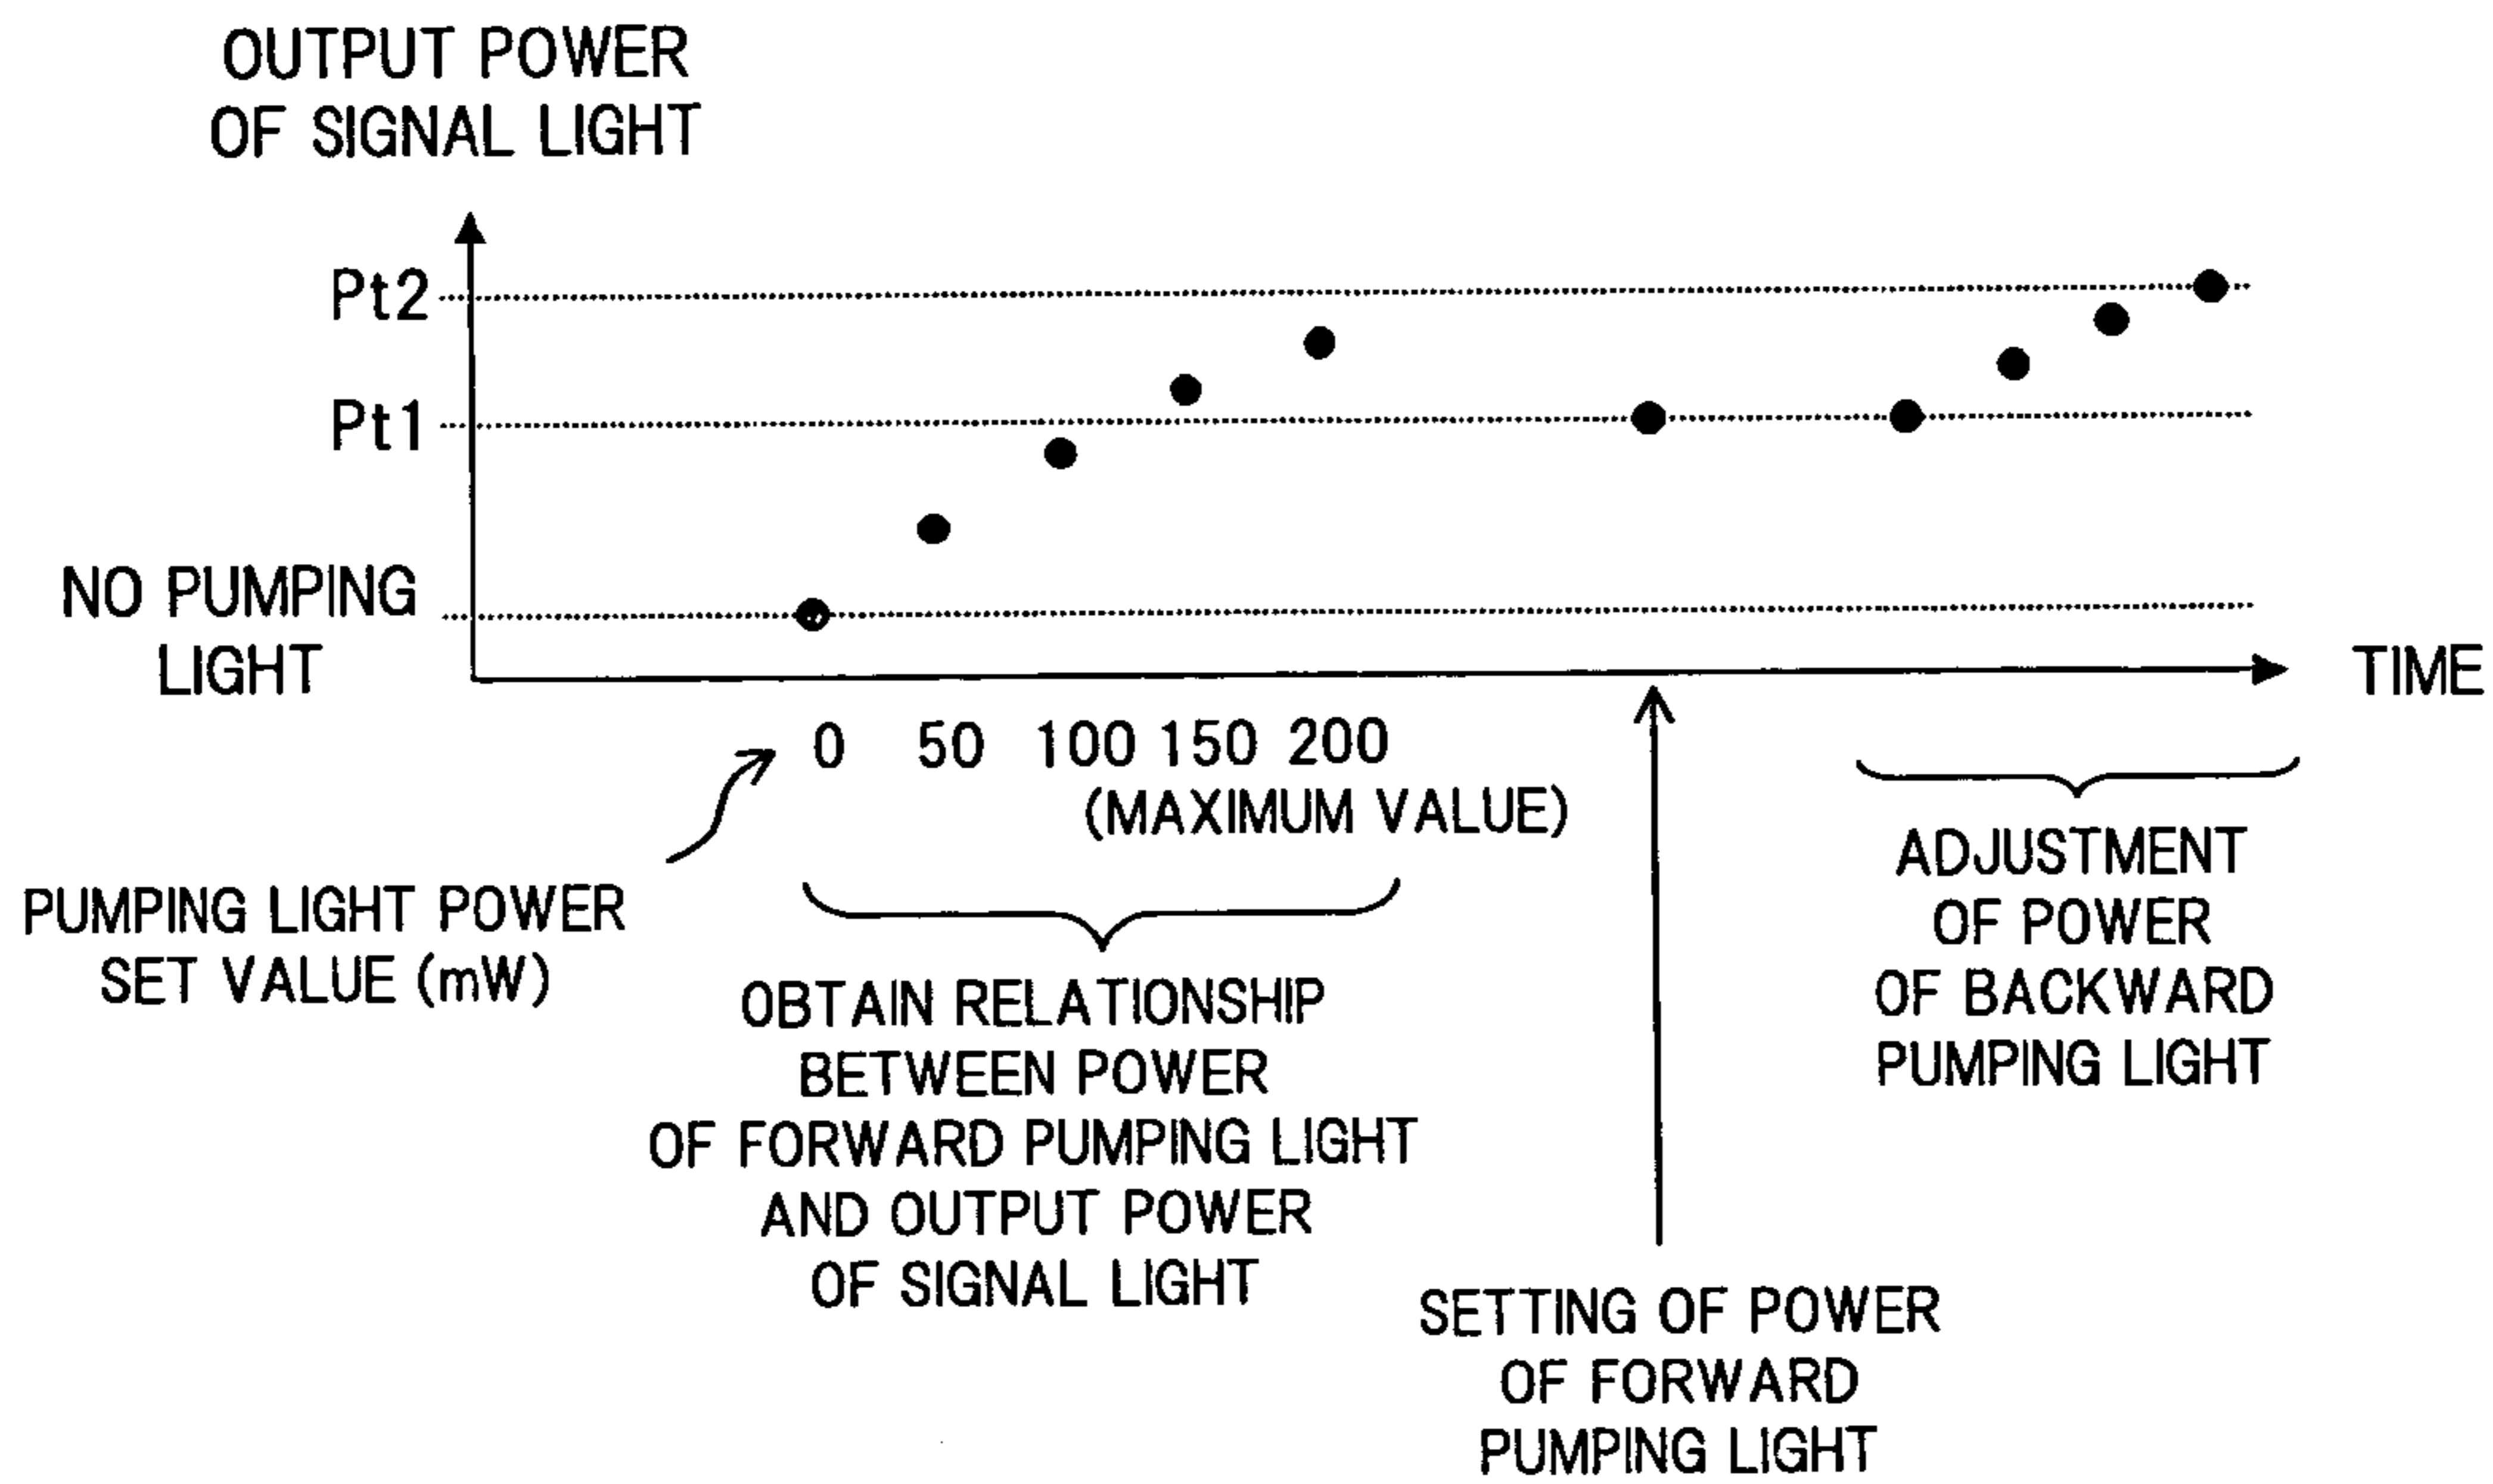 OUTPUT POWER
OF SIGNAL LIGHT
Pt2
Pt1
NO PUMPING
LIGHT
TIME
0 50 100 150 200
(MAXIMUM VALUE)
PUMPING LIGHT POWER
SET VALUE (mW)
OBTAIN RELATIONSHIP
BETWEEN POWER
OF FORWARD PUMPING LIGHT
AND OUTPUT POWER
OF SIGNAL LIGHT
SETTING OF POWER
OF FORWARD
PUMPING LIGHT
ADJUSTMENT
OF POWER
OF BACKWARD
PUMPING LIGHT